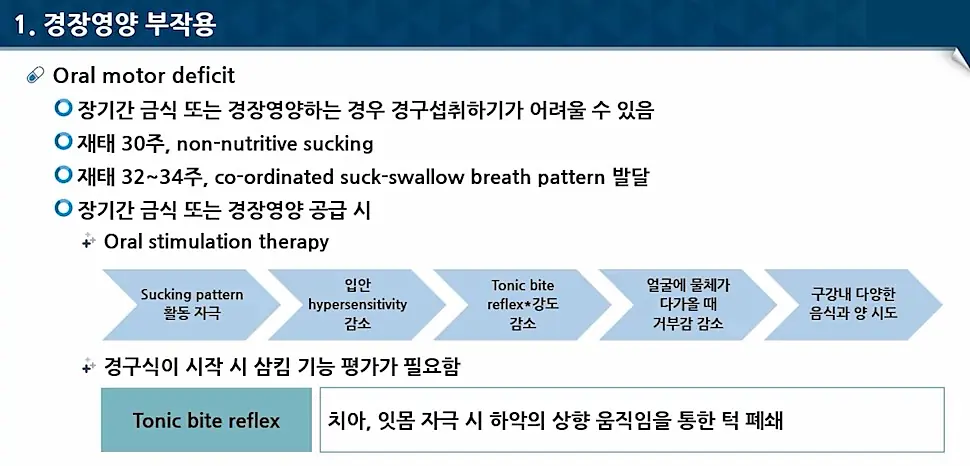 1. 경장영양 부작용
Oral motor deficit
장기간 금식 또는 경장영양하는 경우 경구섭취하기가 어려울 수 있음
재태 30주, non-nutritive sucking
재태 32~34주, co-ordinated suck-swallow breath pattern 발달
장기간 금식 또는 경장영양 공급 시
Oral stimulation therapy
Sucking pattern
활동 자극
입안
hypersensitivity
감소
Tonic bite
reflex*강도
감소
얼굴에 물체가
다가올 때
거부감 감소
구강내 다양한
음식과 양 시도
경구식이 시작 시 삼킴 기능 평가가 필요함
Tonic bite reflex
치아, 잇몸 자극 시 하악의 상향 움직임을 통한 턱 폐쇄